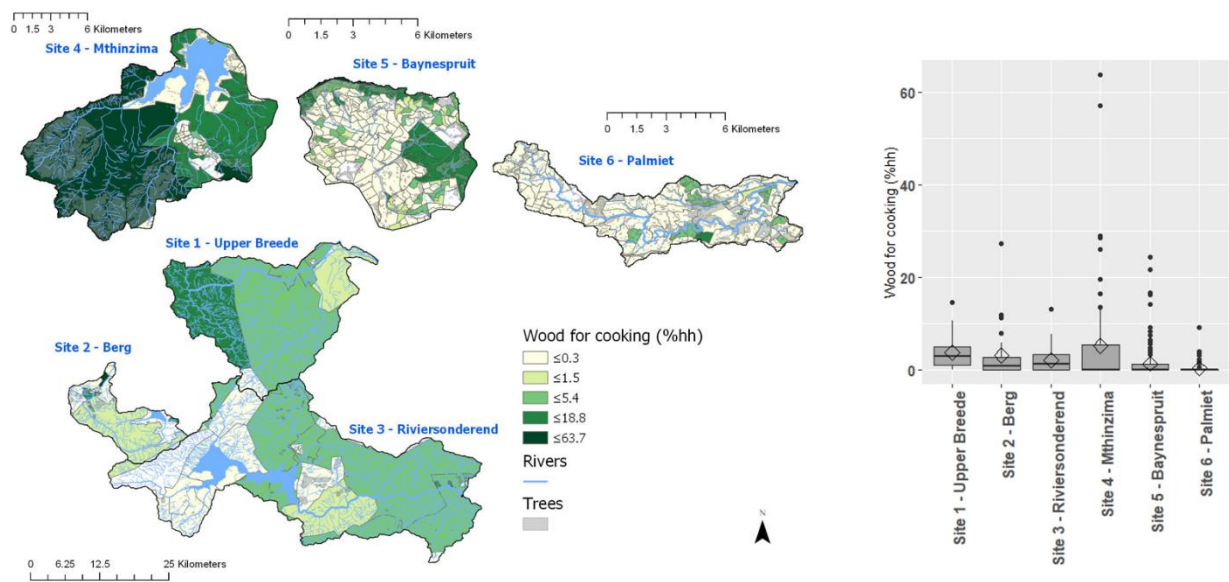 0 1.5 3 6 Kilometers
Site 4 - Mthinzima
0 1.5 3 6 Kilometers
Site 5 - Baynespruit
0 1.5 3 6 Kilometers
Site 6 - Palmiet
Site 1 - Upper Breede
Site 2 - Berg
Site 3 - Riviersonderend
0 6.25 12.5 25 Kilometers
Wood for cooking (%hh)
≤0.3
≤1.5
≤5.4
≤18.8
≤63.7
Rivers
Trees
N
Wood for cooking (%hh)
60
40
20
0
Site 1 - Upper Breede
Site 2 - Berg
Site 3 - Riviersonderend
Site 4 - Mthinzima
Site 5 - Baynespruit
Site 6 - Palmiet